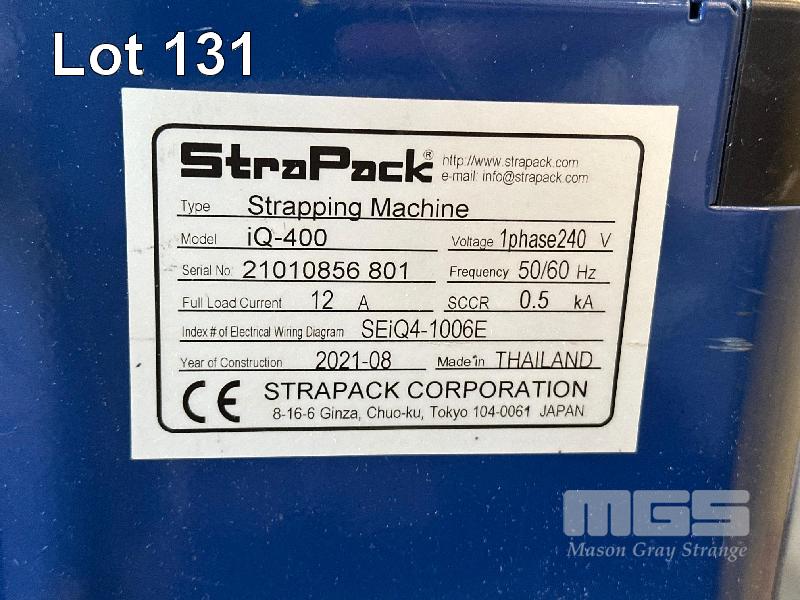 Lot 131
StraPack® http://www.strapack.com
e-mail: info@strapack.com
Type Strapping Machine
Model iQ-400 Voltage 1phase240 V
Serial No. 21010856 801 Frequency 50/60 Hz
Full Load Current 12 A SCCR 0.5 kA
Index # of Electrical Wiring Diagram SEiQ4-1006E
Year of Construction 2021-08 Made in THAILAND
CE STRAPACK CORPORATION
8-16-6 Ginza, Chuo-ku, Tokyo 104-0061 JAPAN
MGS
Mason Gray Strange